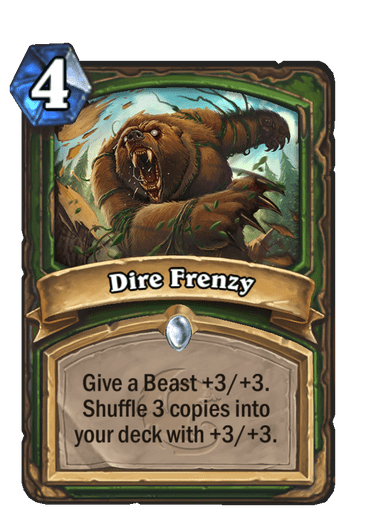 4
Dire Frenzy
Give a Beast +3/+3.
Shuffle 3 copies into
your deck with +3/+3.